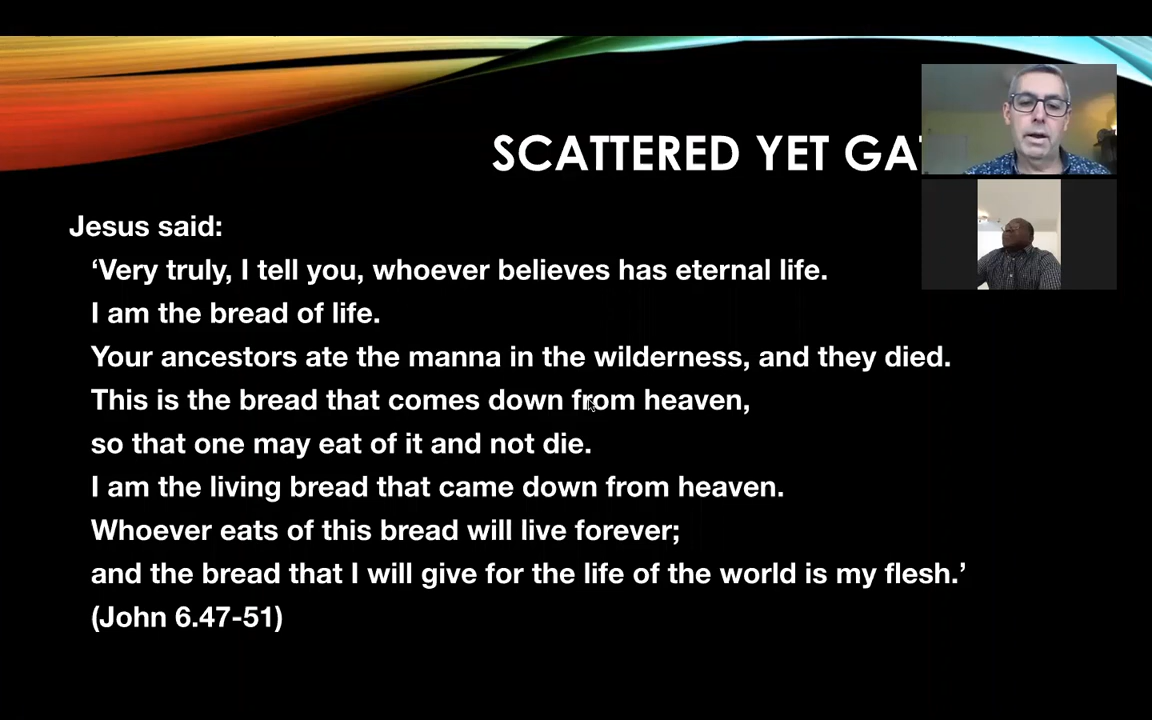 SCATTERED YET
Jesus said:
‘Very truly, I tell you, whoever believes has eternal life.
I am the bread of life.
Your ancestors ate the manna in the wilderness, and they died.
This is the bread that comes down from heaven,
so that one may eat of it and not die.
I am the living bread that came down from heaven.
Whoever eats of this bread will live forever;
and the bread that I will give for the life of the world is my flesh.’
(John 6.47-51)